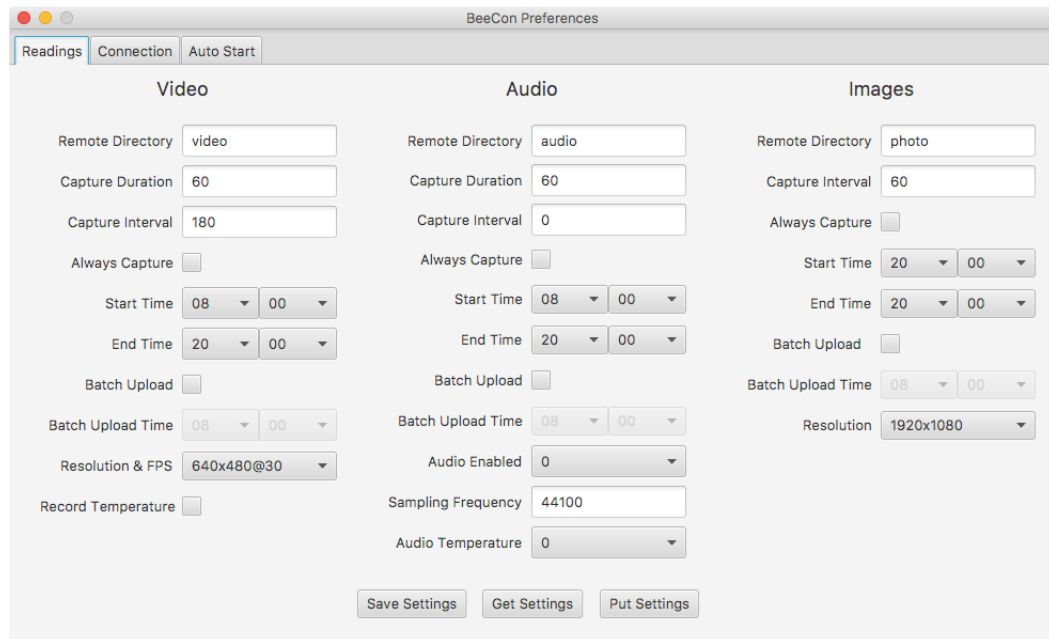 BeeCon Preferences
Readings Connection Auto Start
Video
Remote Directory video
Capture Duration 60
Capture Interval 180
Always Capture
Start Time 08 00
End Time 20 00
Batch Upload
Batch Upload Time 08 00
Resolution & FPS 640x480@30
Record Temperature
Audio
Remote Directory audio
Capture Duration 60
Capture Interval 0
Always Capture
Start Time 08 00
End Time 20 00
Batch Upload
Batch Upload Time 08 00
Audio Enabled 0
Sampling Frequency 44100
Audio Temperature 0
Images
Remote Directory photo
Capture Interval 60
Always Capture
Start Time 20 00
End Time 20 00
Batch Upload
Batch Upload Time 08 00
Resolution 1920x1080
Save Settings Get Settings Put Settings